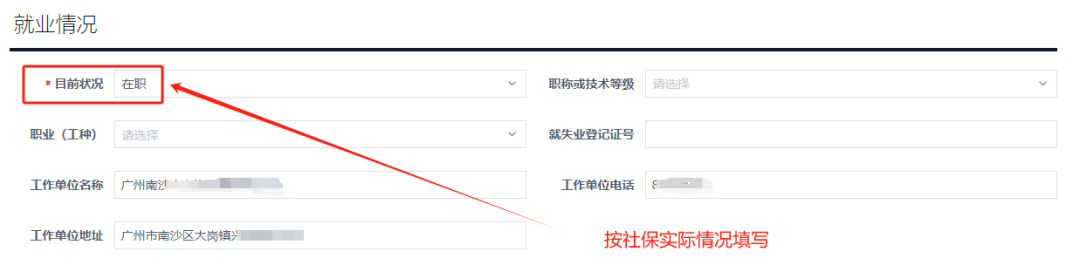 就业情况
* 目前状况 在职 职称或技术等级 请选择
职业（工种） 请选择 就失业登记证号
工作单位名称 广州南沙 工作单位电话
工作单位地址 广州市南沙区大岗镇兴
按社保实际情况填写